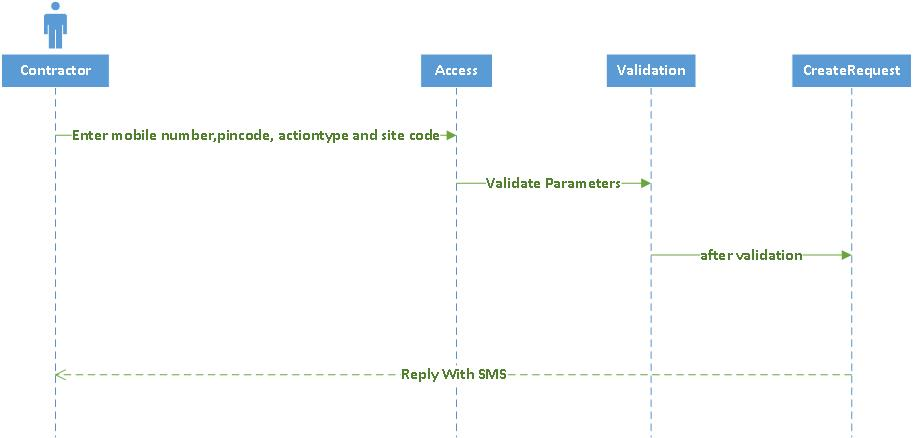 Contractor
Access
Validation
CreateRequest
Enter mobile number,pincode, actiontype and site code
Validate Parameters
after validation
Reply With SMS